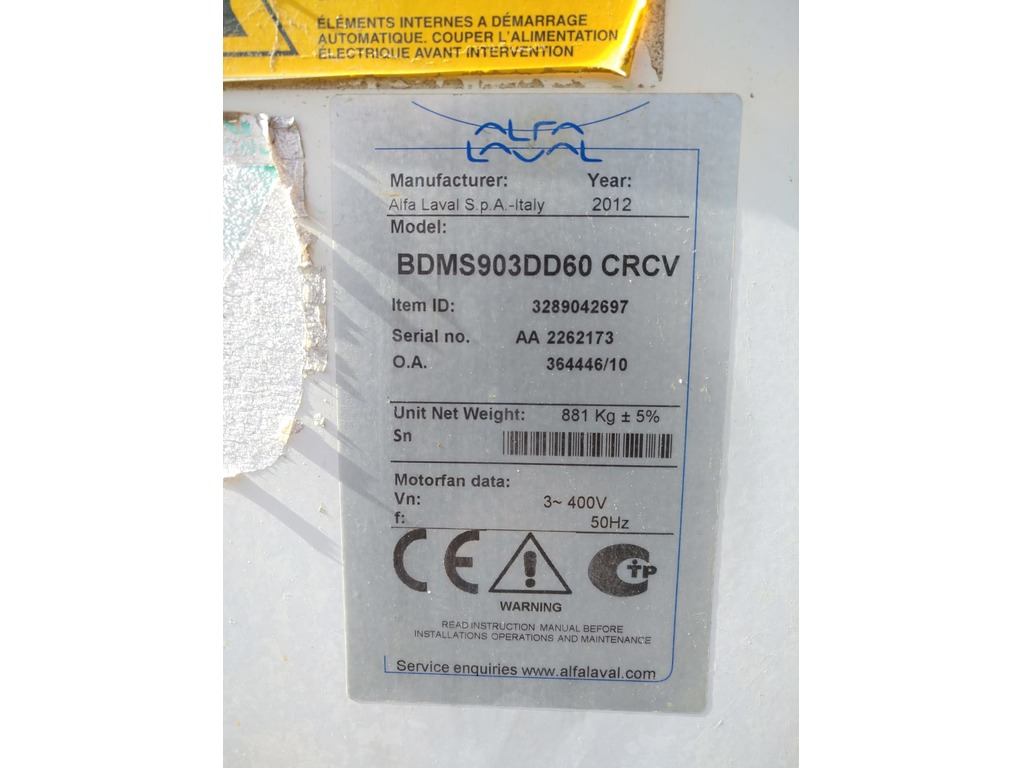 ÉLÉMENTS INTERNES A DÉMARRAGE
AUTOMATIQUE. COUPER L'ALIMENTATION
ÉLECTRIQUE AVANT INTERVENTION
ALFA
LAVAL
Manufacturer: Year:
Alfa Laval S.p.A.-Italy 2012
Model:
BDMS903DD60 CRCV
Item ID: 3289042697
Serial no. AA 2262173
O.A. 364446/10
Unit Net Weight: 881 Kg ± 5%
Sn
Motorfan data:
Vn: 3~ 400V
f: 50Hz
CE
TP
WARNING
READ INSTRUCTION MANUAL BEFORE
INSTALLATIONS OPERATIONS AND MAINTENANCE
Service enquiries www.alfalaval.com